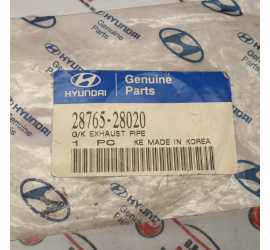 HYUNDAI
Genuine
Parts
28765-28020
G/K EXHAUST PIPE
1 PC KE MADE IN KOREA